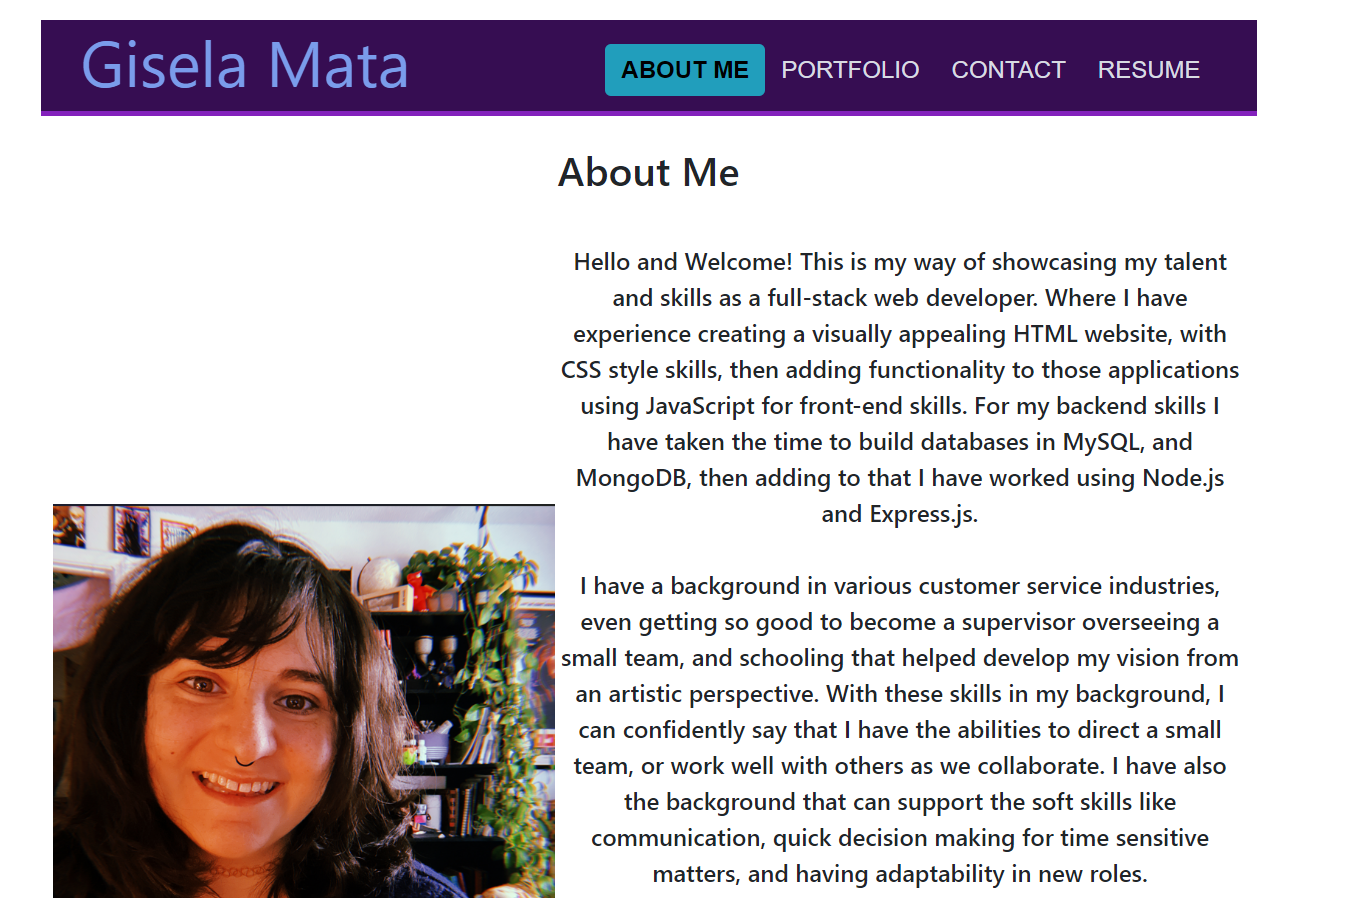 Gisela Mata
ABOUT ME PORTFOLIO CONTACT RESUME
About Me
Hello and Welcome! This is my way of showcasing my talent
and skills as a full-stack web developer. Where I have
experience creating a visually appealing HTML website, with
CSS style skills, then adding functionality to those applications
using JavaScript for front-end skills. For my backend skills I
have taken the time to build databases in MySQL, and
MongoDB, then adding to that I have worked using Node.js
and Express.js.
I have a background in various customer service industries,
even getting so good to become a supervisor overseeing a
small team, and schooling that helped develop my vision from
an artistic perspective. With these skills in my background, I
can confidently say that I have the abilities to direct a small
team, or work well with others as we collaborate. I have also
the background that can support the soft skills like
communication, quick decision making for time sensitive
matters, and having adaptability in new roles.